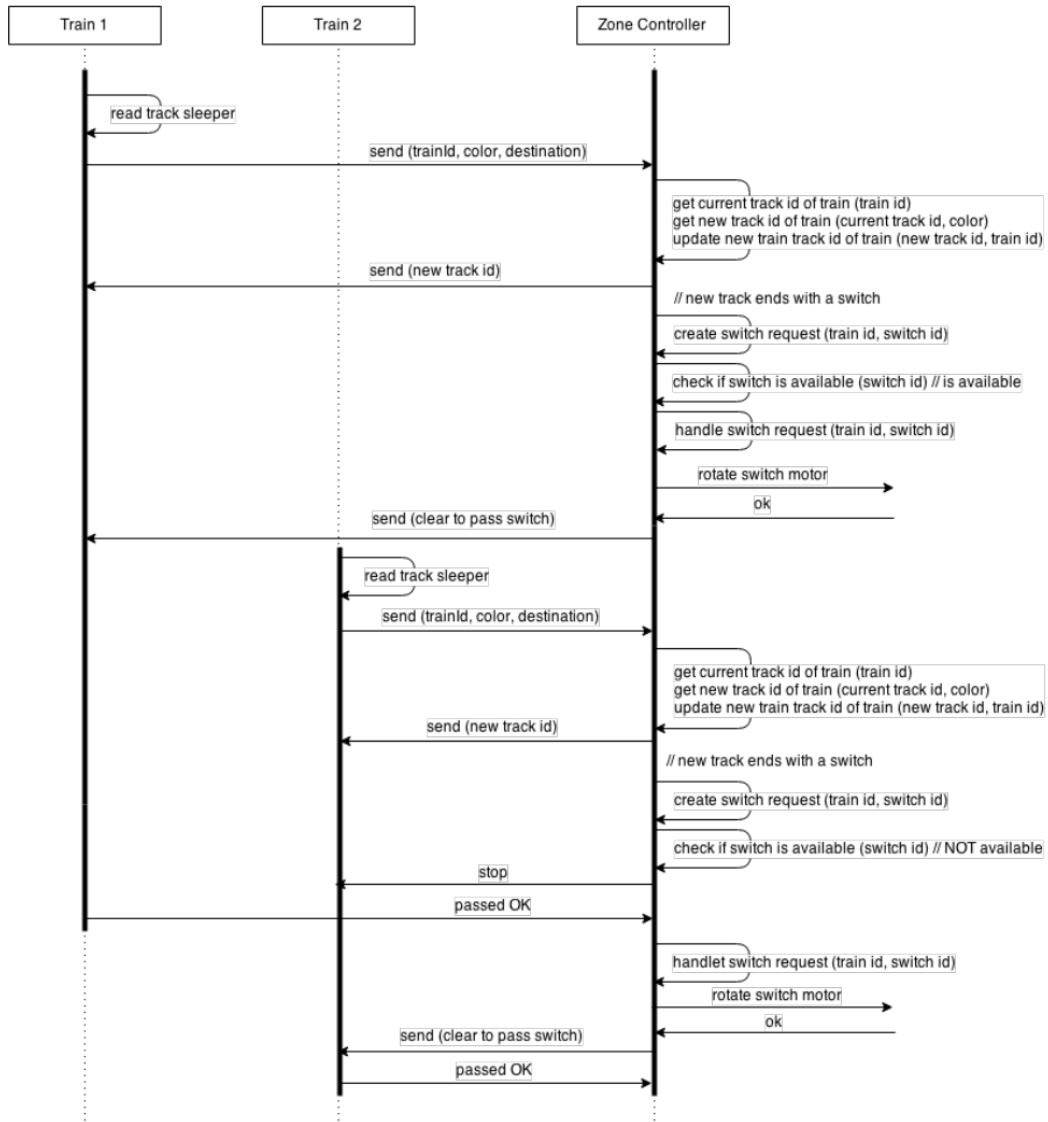 Train 1
Train 2
Zone Controller
read track sleeper
send (trainId, color, destination)
get current track id of train (train id)
get new track id of train (current track id, color)
update new train track id of train (new track id, train id)
send (new track id)
// new track ends with a switch
create switch request (train id, switch id)
check if switch is available (switch id) // is available
handle switch request (train id, switch id)
rotate switch motor
ok
send (clear to pass switch)
read track sleeper
send (trainId, color, destination)
get current track id of train (train id)
get new track id of train (current track id, color)
update new train track id of train (new track id, train id)
send (new track id)
// new track ends with a switch
create switch request (train id, switch id)
check if switch is available (switch id) // NOT available
stop
passed OK
handlet switch request (train id, switch id)
rotate switch motor
ok
send (clear to pass switch)
passed OK